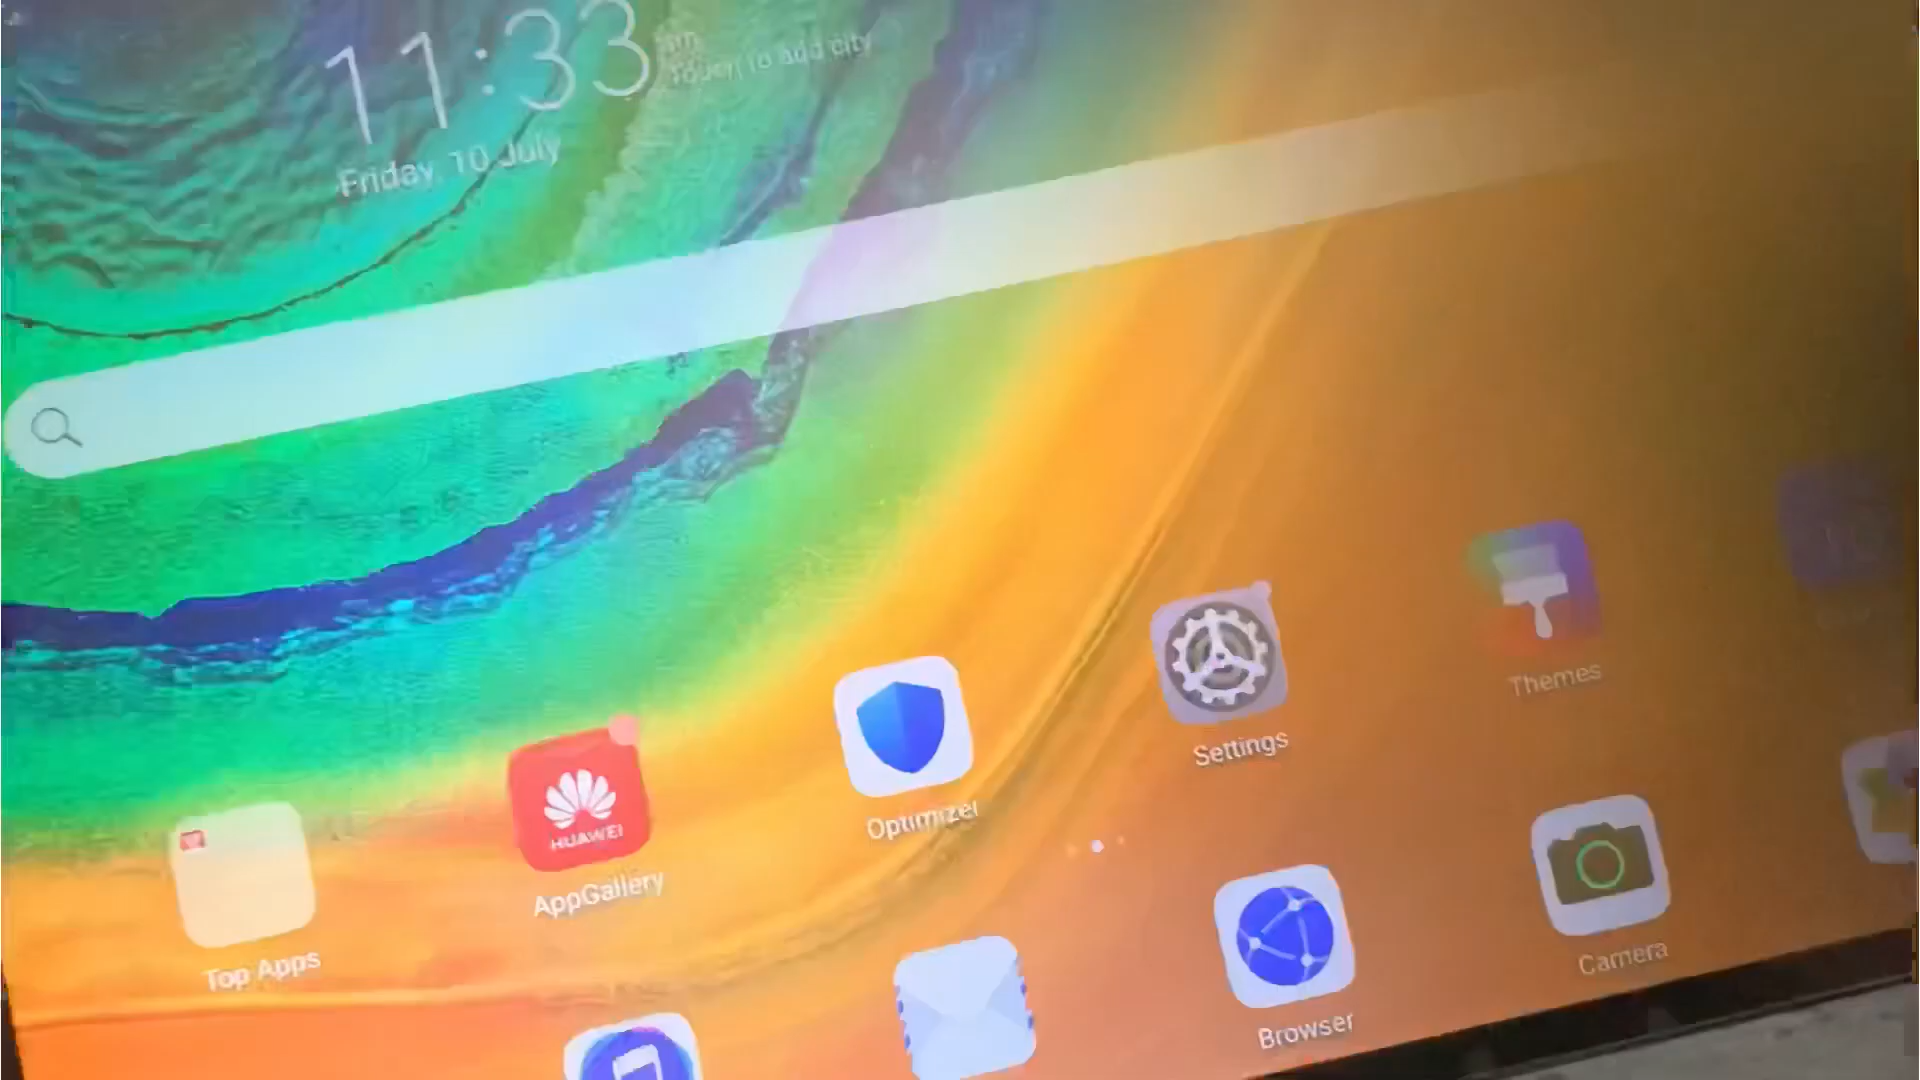 11:33
Touch to add city
Friday, 10 July
Themes
Settings
Optimizer
HUAWEI
AppGallery
Top Apps
Camera
Browser